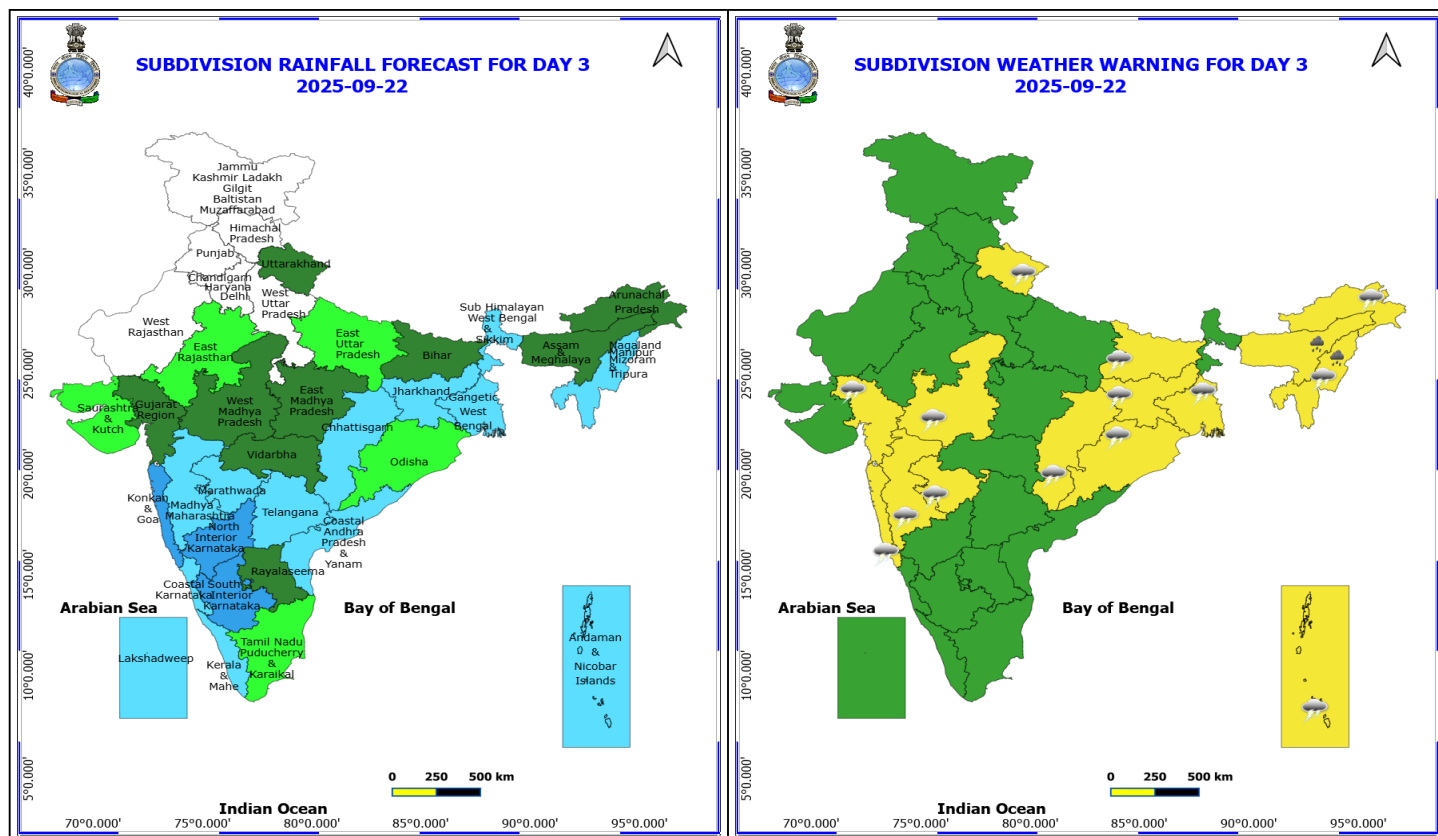 SUBDIVISION RAINFALL FORECAST FOR DAY 3
2025-09-22
40°0.000'
35°0.000'
30°0.000'
25°0.000'
20°0.000'
15°0.000'
10°0.000'
5°0.000'
Jammu
Kashmir Ladakh
Gilgit
Baltistan
Muzaffarabad
Himachal
Pradesh
Punjab
Uttarakhand
Chandigarh
Haryana
Delhi
West
Uttar
Pradesh
West
Rajasthan
East
Rajasthan
East
Uttar
Pradesh
Bihar
Sub Himalayan
West Bengal
&
Sikkim
Arunachal
Pradesh
Assam
&
Meghalaya
Nagaland
Manipur
Mizoram
&
Tripura
Saurashtra
&
Kutch
Gujarat
Region
West
Madhya
Pradesh
East
Madhya
Pradesh
Jharkhand
Gangetic
West
Bengal
Chhattisgarh
Odisha
Vidarbha
Konkan
&
Goa
Madhya
Maharashtra
Marathwada
Telangana
North
Interior
Karnataka
Coastal
Andhra
Pradesh
&
Yanam
Rayalaseema
Coastal
Karnataka
South
Interior
Karnataka
Tamil Nadu
Puducherry
&
Karaikal
Kerala
&
Mahe
Lakshadweep
Andaman
&
Nicobar
Islands
Arabian Sea
Bay of Bengal
Indian Ocean
0 250 500 km
70°0.000' 75°0.000' 80°0.000' 85°0.000' 90°0.000' 95°0.000'
SUBDIVISION WEATHER WARNING FOR DAY 3
2025-09-22
40°0.000'
35°0.000'
30°0.000'
25°0.000'
20°0.000'
15°0.000'
10°0.000'
5°0.000'
Arabian Sea
Bay of Bengal
Indian Ocean
0 250 500 km
70°0.000' 75°0.000' 80°0.000' 85°0.000' 90°0.000' 95°0.000'